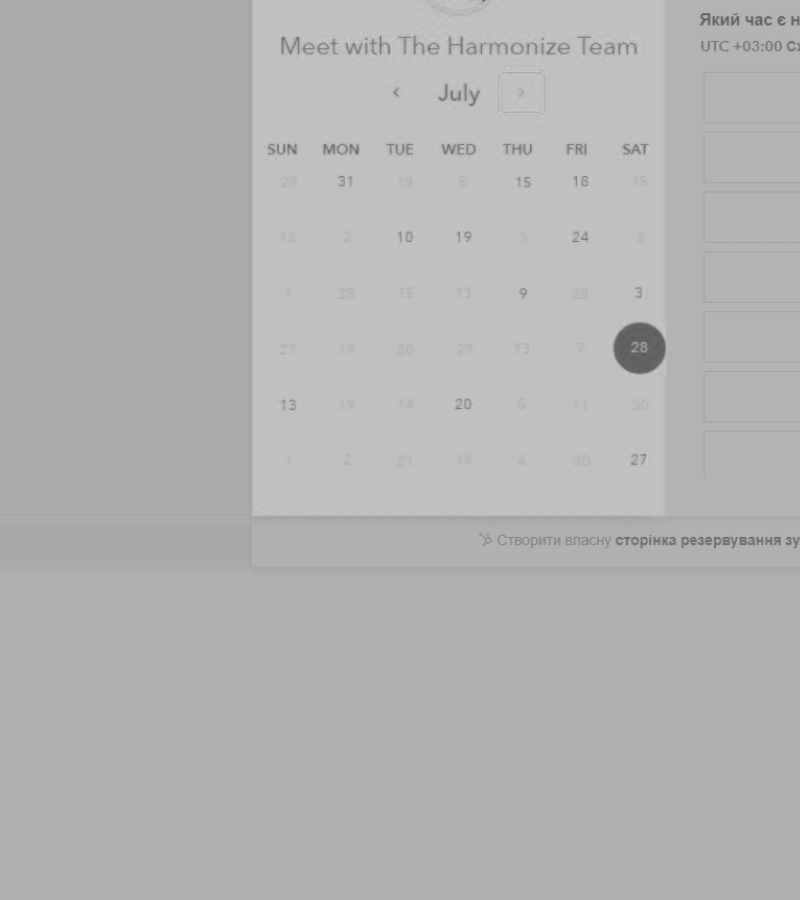 Meet with The Harmonize Team
‹ July ›
SUN MON TUE WED THU FRI SAT
29 31 19 5 15 18 15
12 2 10 19 3 24 3
1 28 15 13 9 28 3
27 19 20 29 13 7 28
13 19 14 20 5 11 30
1 2 21 14 6 30 27
Який час є н
UTC +03:00 Сх
Створити власну сторінка резервування зу